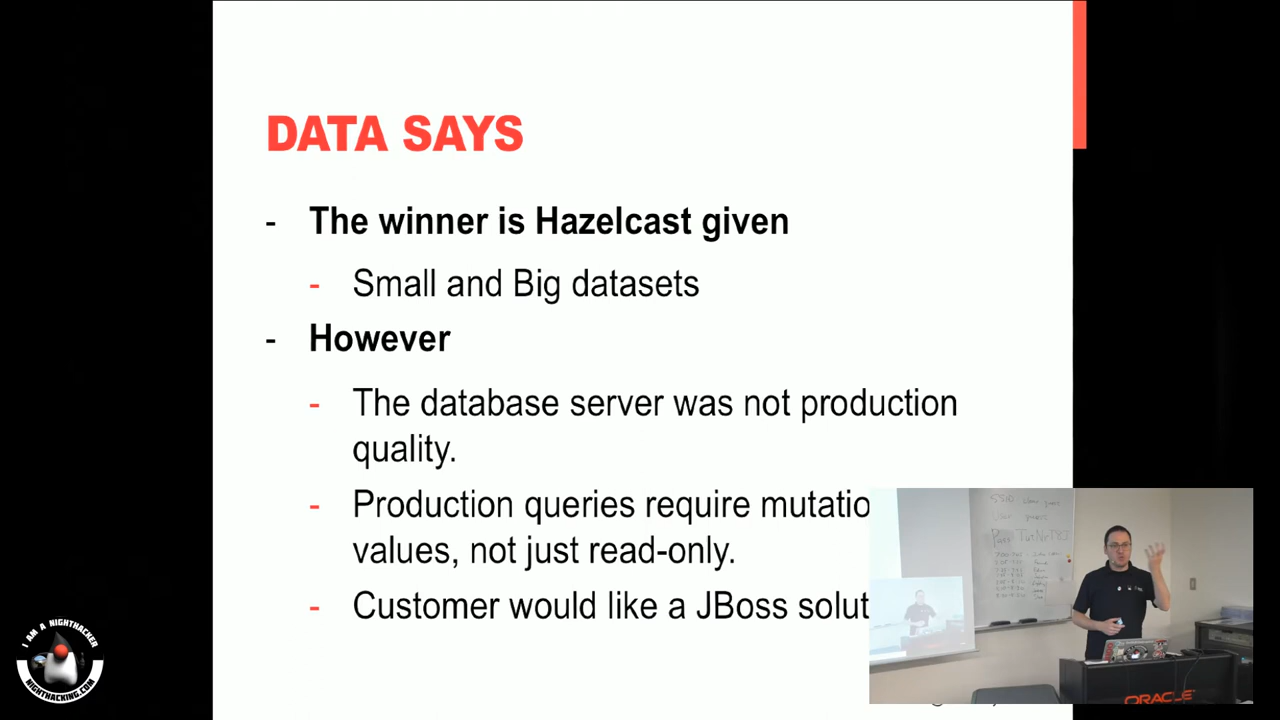 DATA SAYS
- The winner is Hazelcast given
- Small and Big datasets
- However
- The database server was not production
quality.
- Production queries require mutatio
values, not just read-only.
- Customer would like a JBoss solut
I AM A NIGHTHACKER
NIGHTHACKING.COM
ORACLE